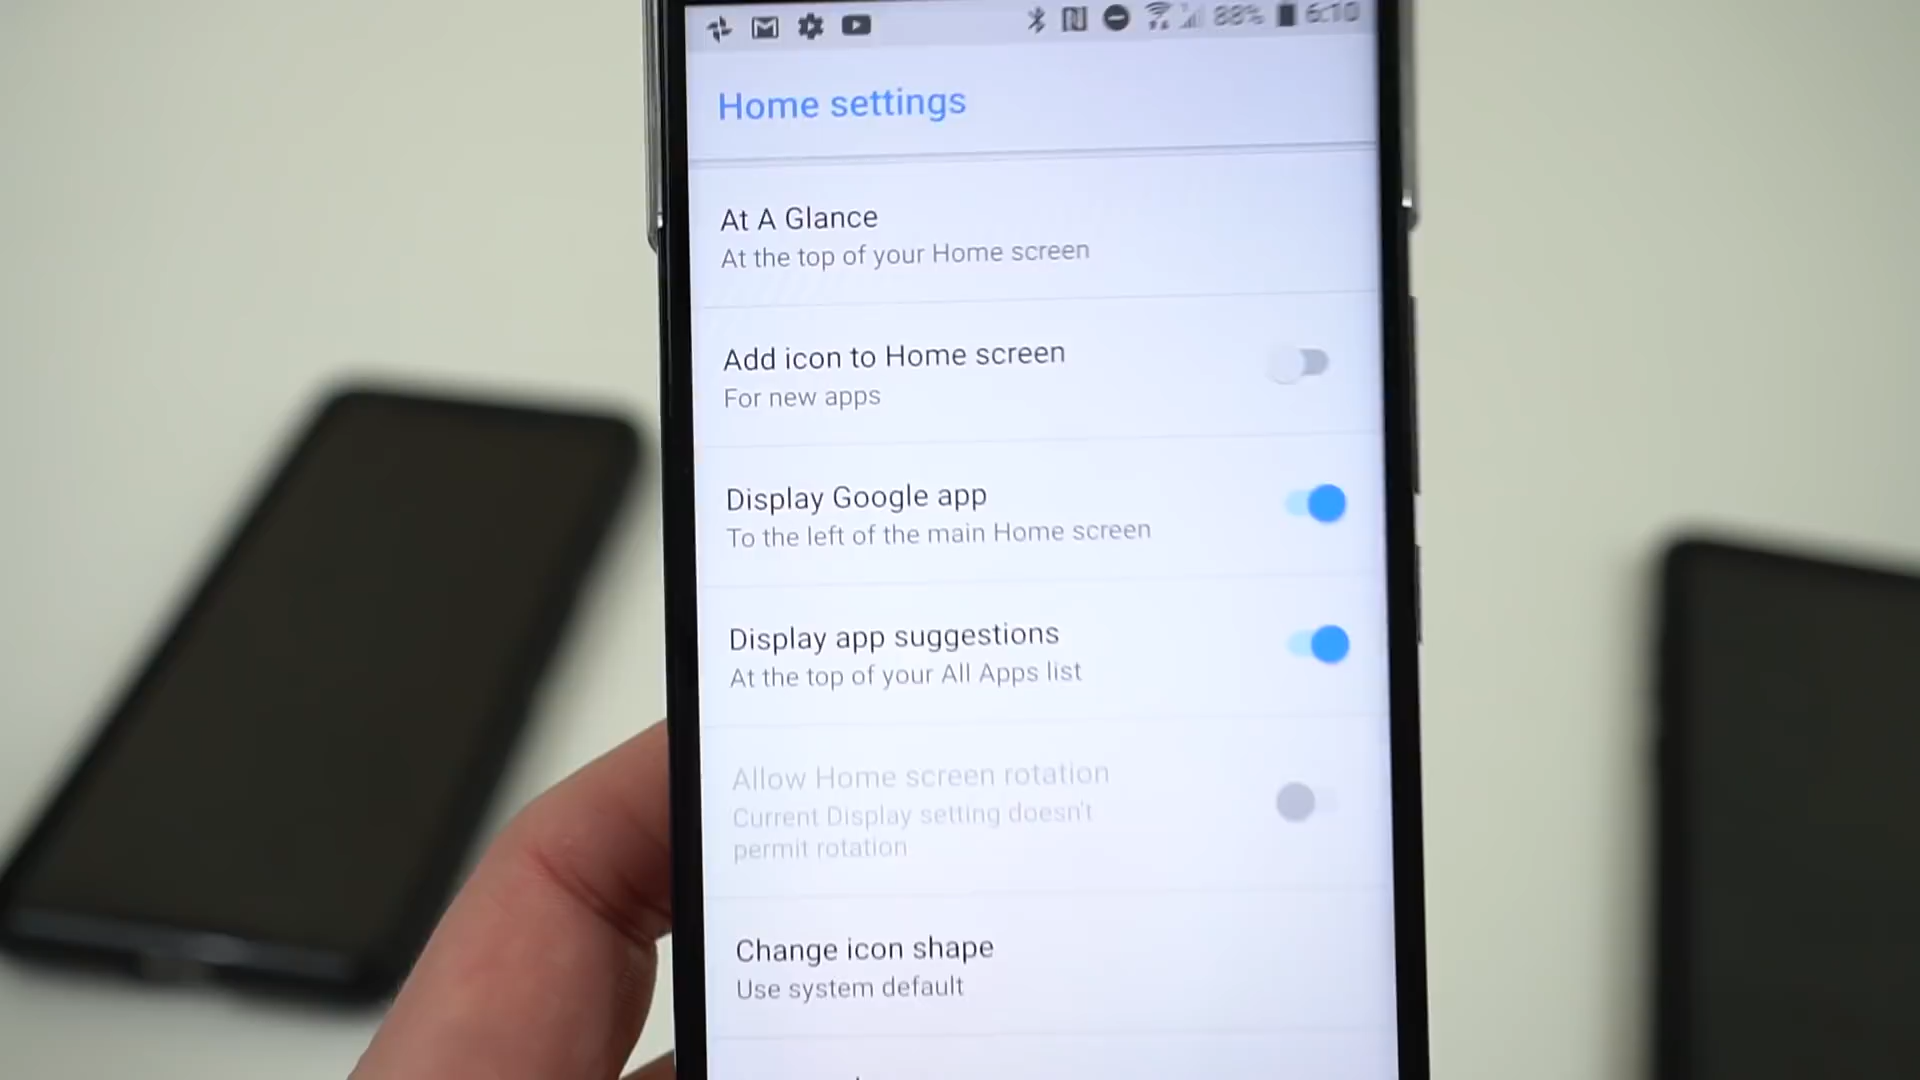 88% 6:10
Home settings
At A Glance
At the top of your Home screen
Add icon to Home screen
For new apps
Display Google app
To the left of the main Home screen
Display app suggestions
At the top of your All Apps list
Allow Home screen rotation
Current Display setting doesn't
permit rotation
Change icon shape
Use system default